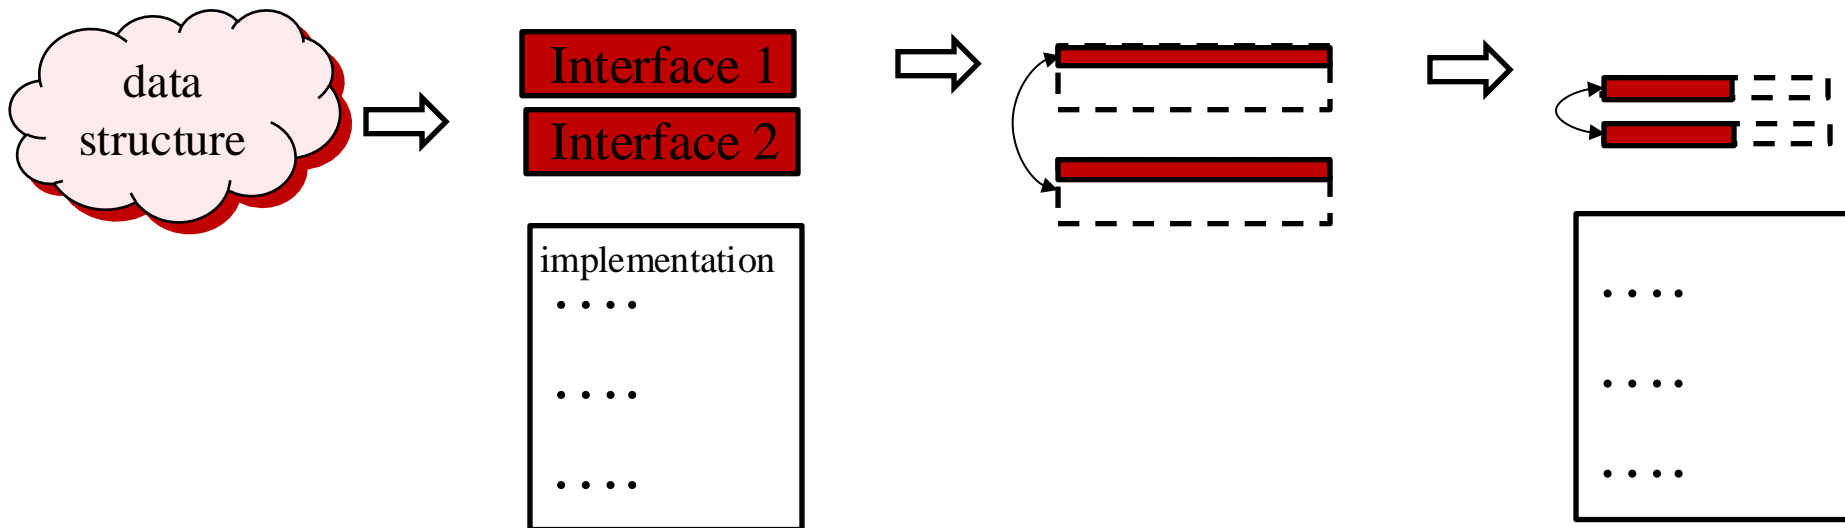 data
structure
Interface 1
Interface 2
implementation
. . . .
. . . .
. . . .
. . . .
. . . .
. . . .